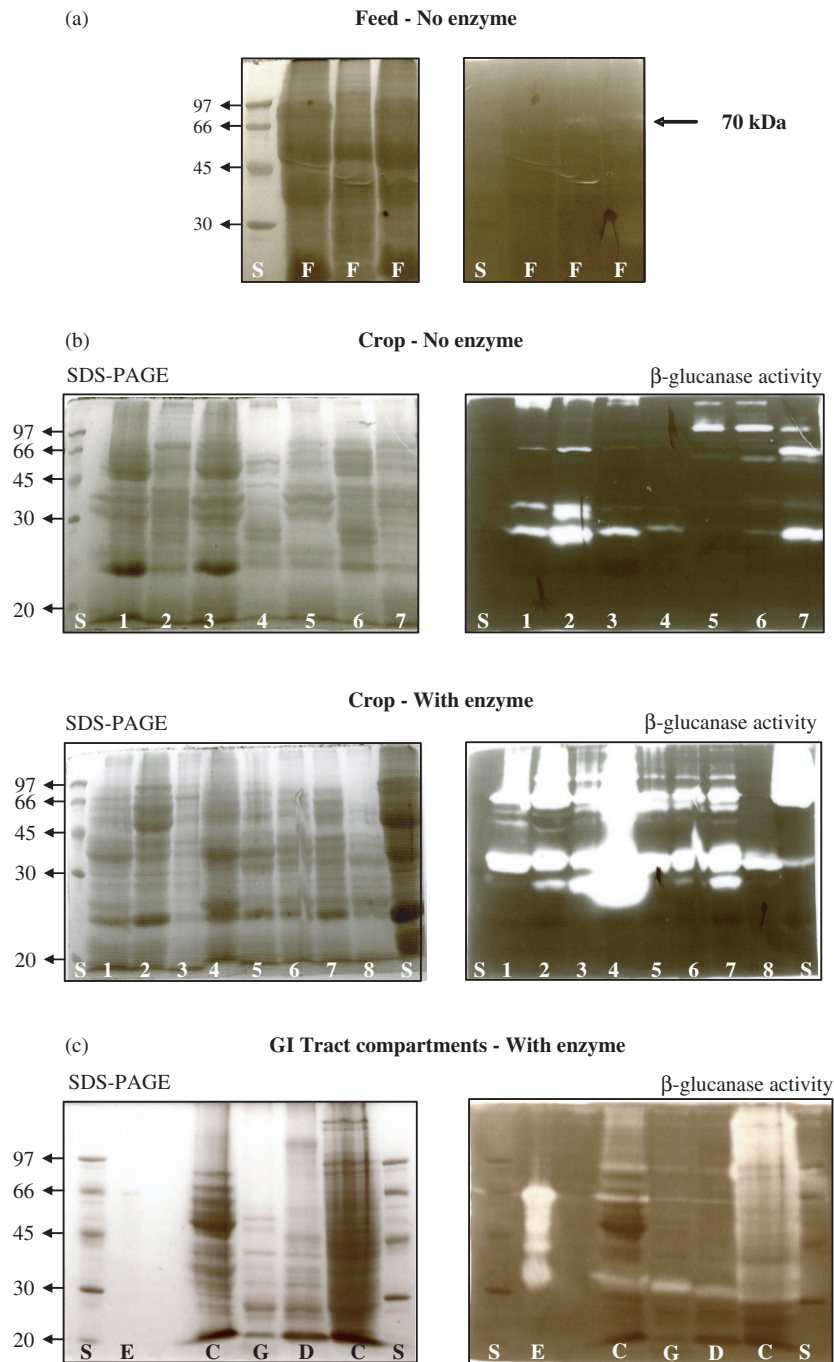 (a)
Feed - No enzyme
97
66
45
30
70 kDa
S F F F
S F F F
(b)
Crop - No enzyme
SDS-PAGE
β-glucanase activity
97
66
45
30
20
S 1 2 3 4 5 6 7
S 1 2 3 4 5 6 7
Crop - With enzyme
SDS-PAGE
β-glucanase activity
97
66
45
30
20
S 1 2 3 4 5 6 7 8 S
S 1 2 3 4 5 6 7 8 S
(c)
GI Tract compartments - With enzyme
SDS-PAGE
β-glucanase activity
97
66
45
30
20
S E C G D C S
S E C G D C S